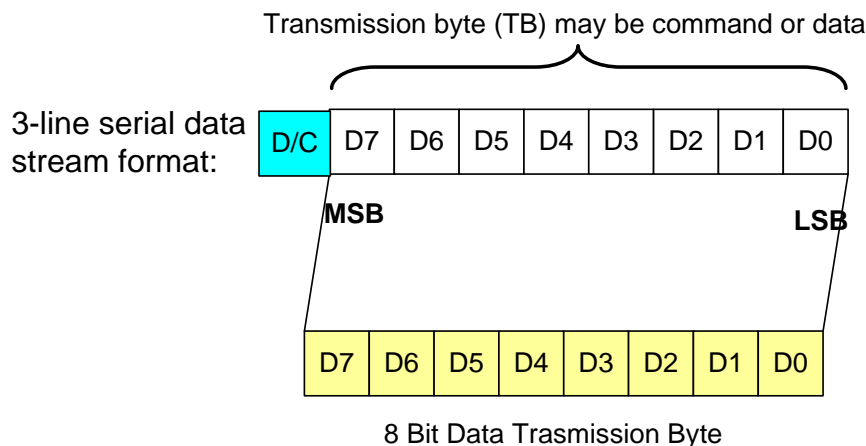 Transmission byte (TB) may be command or data
3-line serial data
stream format:
D/C D7 D6 D5 D4 D3 D2 D1 D0
MSB LSB
D7 D6 D5 D4 D3 D2 D1 D0
8 Bit Data Trasmission Byte